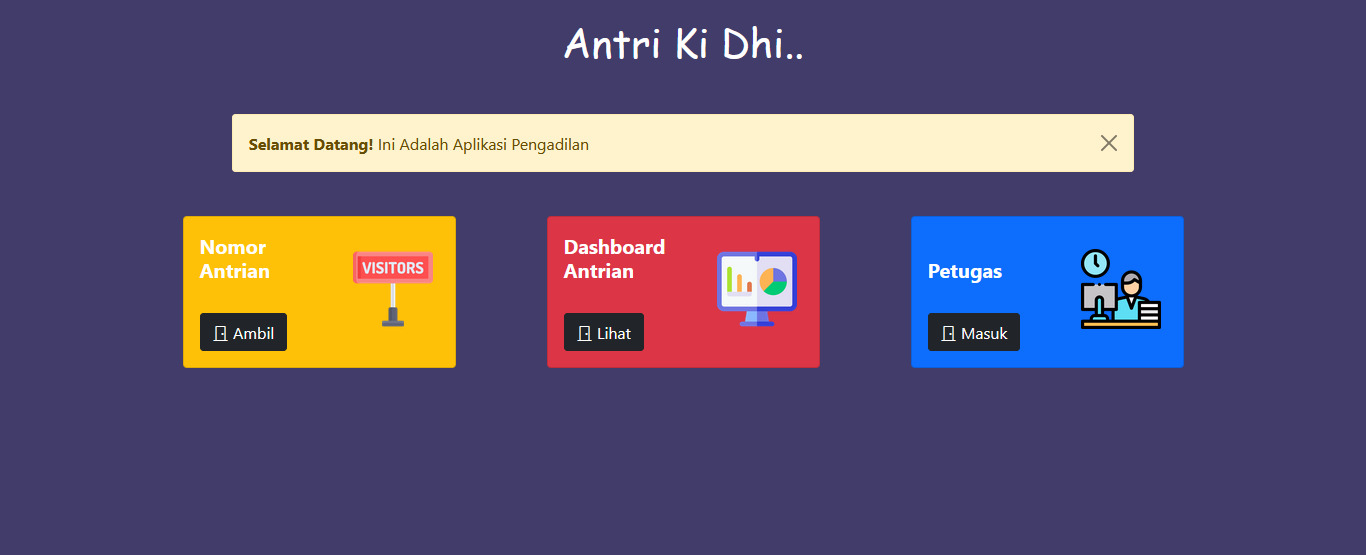 Antri Ki Dhi..
Selamat Datang! Ini Adalah Aplikasi Pengadilan
Nomor
Antrian
VISITORS
Ambil
Dashboard
Antrian
Lihat
Petugas
Masuk